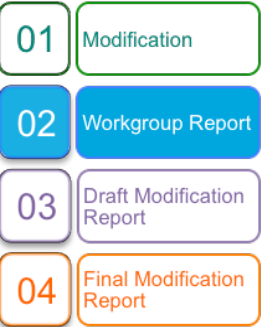 01
Modification
02
Workgroup Report
03
Draft Modification
Report
04
Final Modification
Report